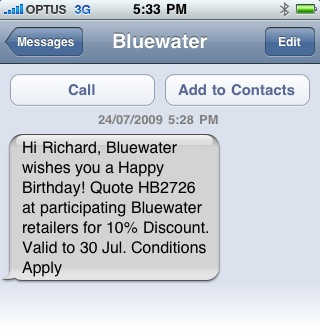 OPTUS 3G 5:33 PM
Messages Bluewater Edit
Call Add to Contacts
24/07/2009 5:28 PM
Hi Richard, Bluewater
wishes you a Happy
Birthday! Quote HB2726
at participating Bluewater
retailers for 10% Discount.
Valid to 30 Jul. Conditions
Apply